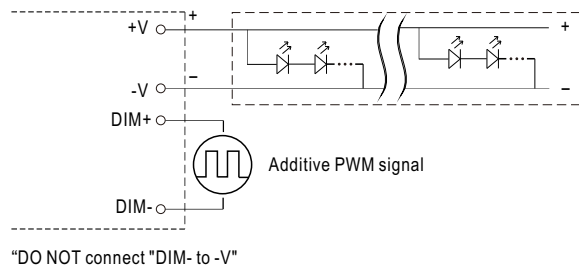 +V
+
-V
−
+
−
DIM+
Additive PWM signal
DIM-
“DO NOT connect "DIM- to -V"